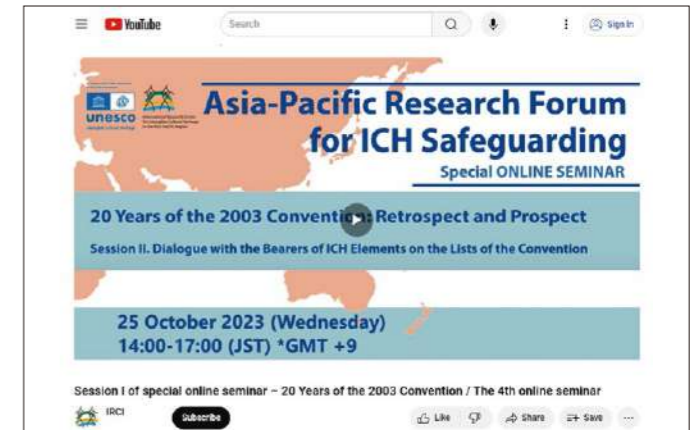 YouTube
Search
Sign in
unesco
Asia-Pacific Research Forum
for ICH Safeguarding
Special ONLINE SEMINAR
20 Years of the 2003 Convention: Retrospect and Prospect
Session II. Dialogue with the Bearers of ICH Elements on the Lists of the Convention
25 October 2023 (Wednesday)
14:00-17:00 (JST) *GMT +9
Session I of special online seminar – 20 Years of the 2003 Convention / The 4th online seminar
IRCI
Subscribe
Like
Share
Save